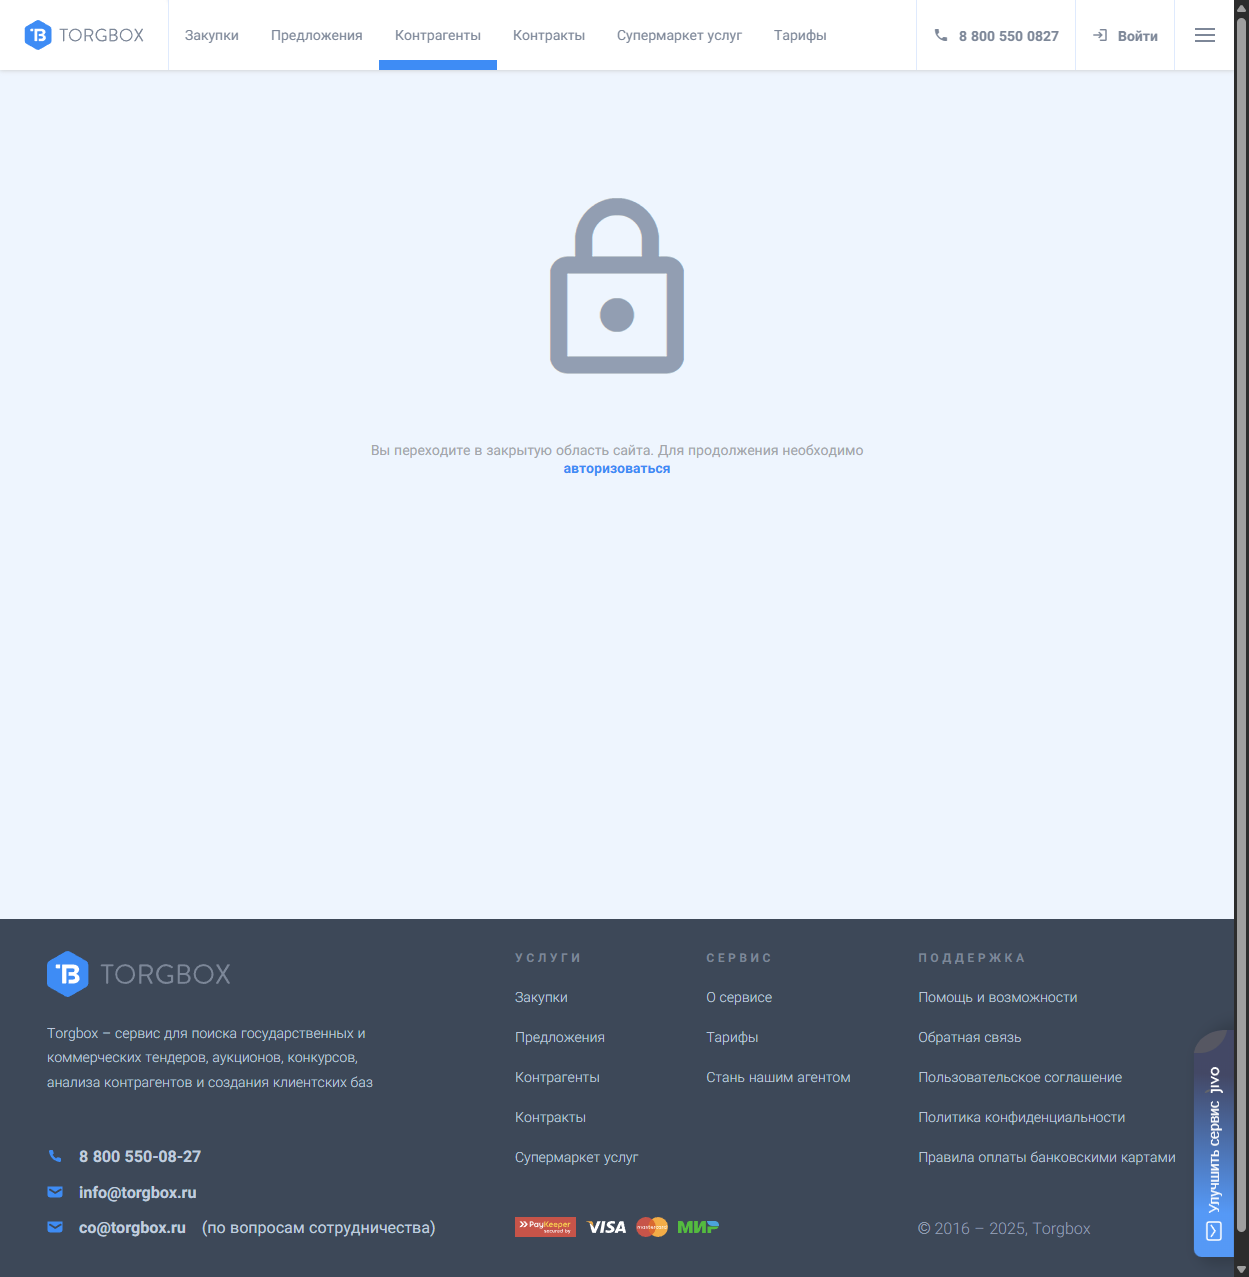 TORGBOX
Закупки
Предложения
Контрагенты
Контракты
Супермаркет услуг
Тарифы
8 800 550 0827
Войти
Вы переходите в закрытую область сайта. Для продолжения необходимо
авторизоваться
TORGBOX
Torgbox – сервис для поиска государственных и
коммерческих тендеров, аукционов, конкурсов,
анализа контрагентов и создания клиентских баз
8 800 550-08-27
info@torgbox.ru
co@torgbox.ru (по вопросам сотрудничества)
УСЛУГИ
Закупки
Предложения
Контрагенты
Контракты
Супермаркет услуг
СЕРВИС
О сервисе
Тарифы
Стань нашим агентом
ПОДДЕРЖКА
Помощь и возможности
Обратная связь
Пользовательское соглашение
Политика конфиденциальности
Правила оплаты банковскими картами
PayKeeper
secured be
VISA
mastercard
МИР
© 2016 – 2025, Torgbox
Улучшить сервис jivo